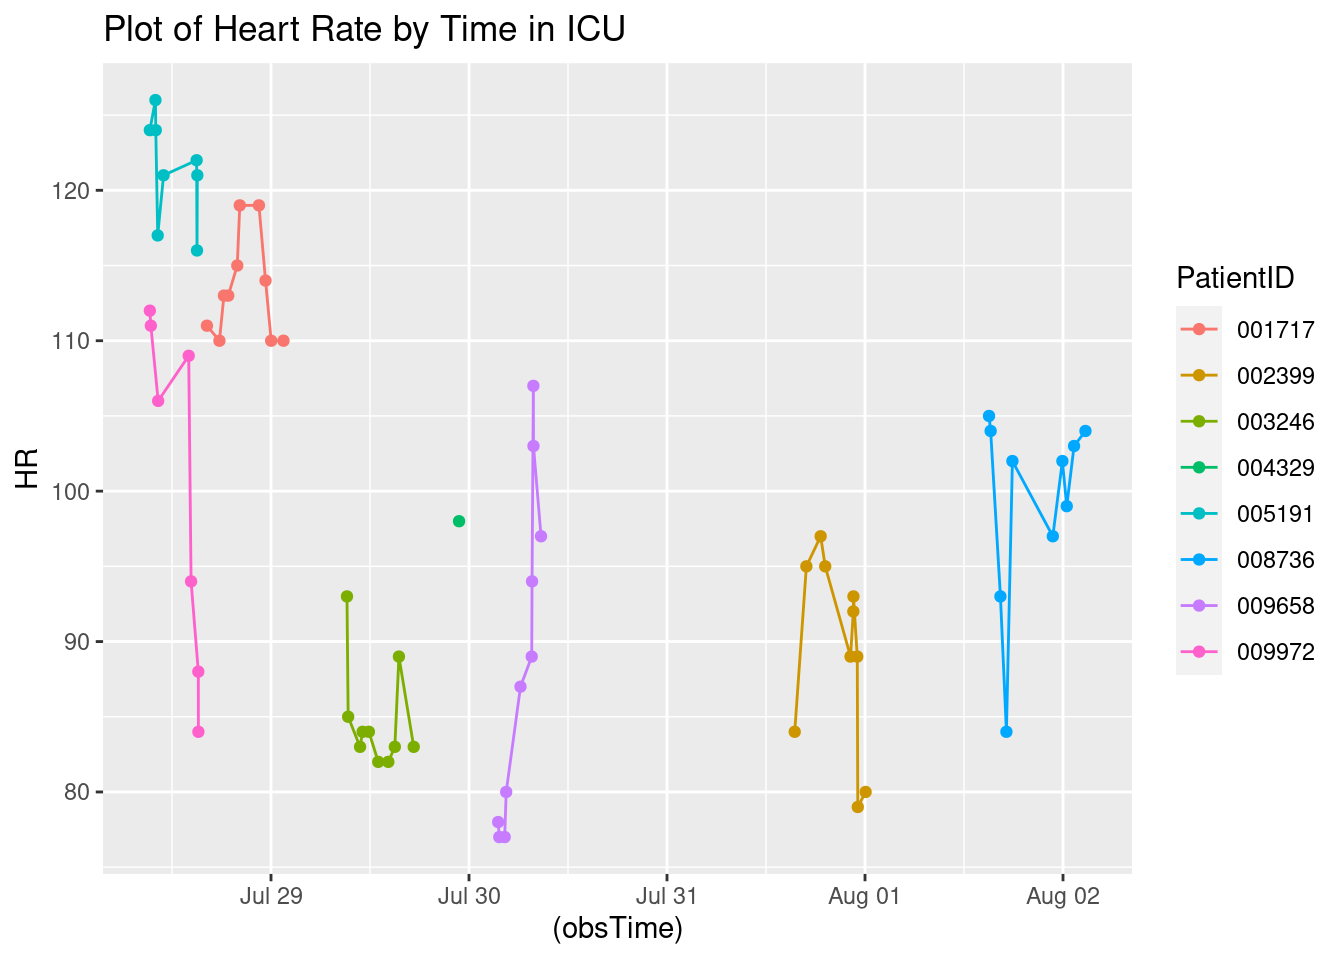 Plot of Heart Rate by Time in ICU
HR
120
110
100
90
80
Jul 29
Jul 30
Jul 31
Aug 01
Aug 02
(obsTime)
PatientID
001717
002399
003246
004329
005191
008736
009658
009972